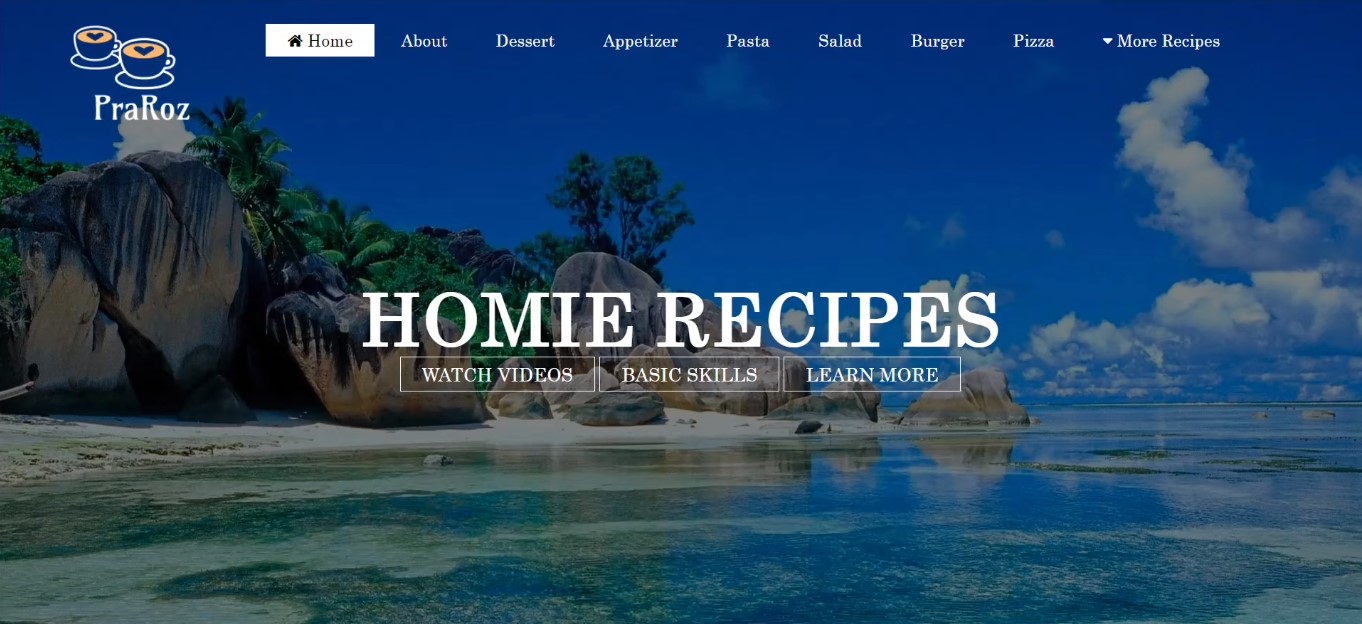 Home About Dessert Appetizer Pasta Salad Burger Pizza More Recipes
PraRoz
HOMIE RECIPES
WATCH VIDEOS BASIC SKILLS LEARN MORE